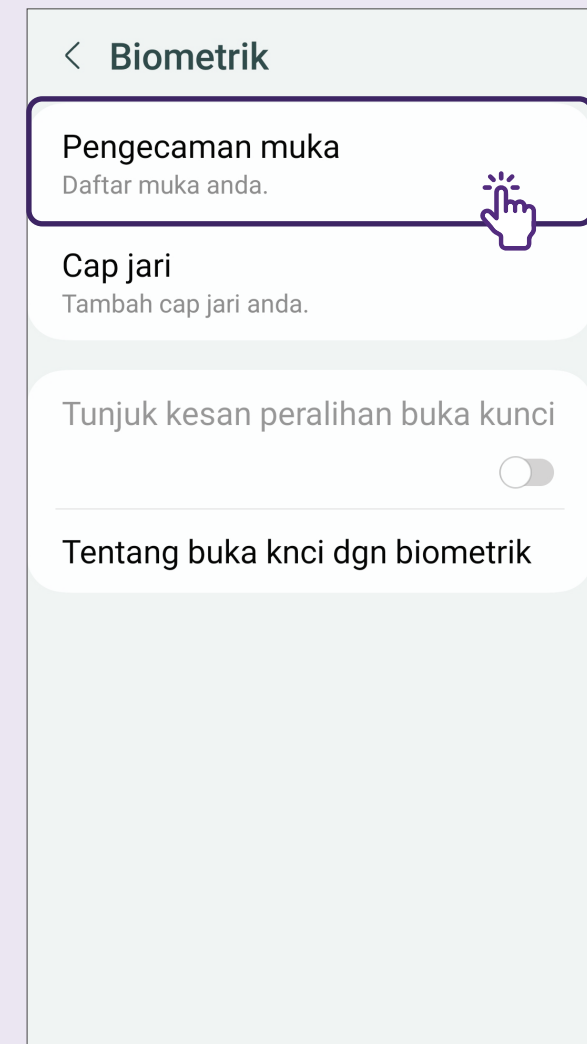 Biometrik
Pengecaman muka
Daftar muka anda.
Cap jari
Tambah cap jari anda.
Tunjuk kesan peralihan buka kunci
Tentang buka knci dgn biometrik